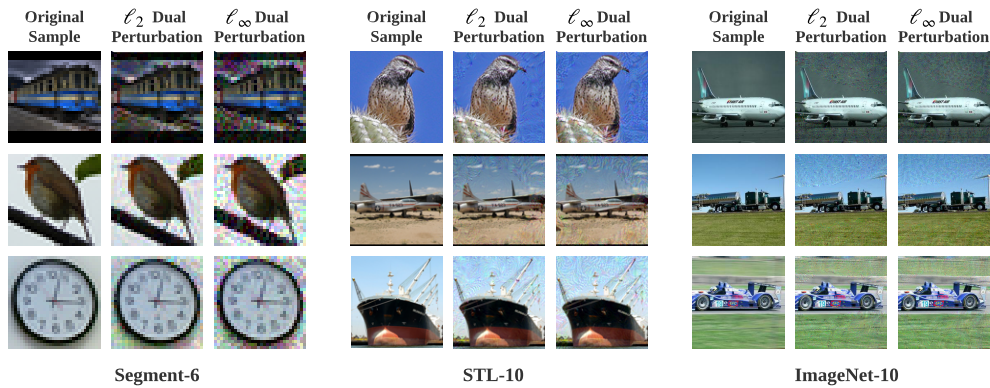 Original ℓ2 Dual ℓ∞ Dual
Sample Perturbation Perturbation
Original ℓ2 Dual ℓ∞ Dual
Sample Perturbation Perturbation
Original ℓ2 Dual ℓ∞ Dual
Sample Perturbation Perturbation
Segment-6
STL-10
ImageNet-10